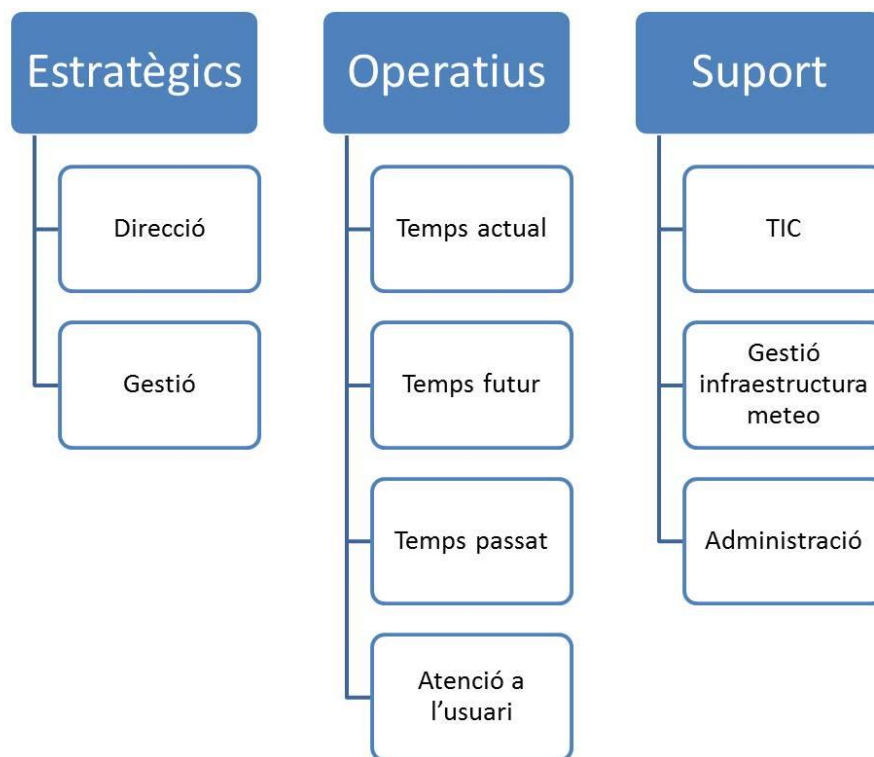 Estratègics
Direcció
Gestió
Operatius
Temps actual
Temps futur
Temps passat
Atenció a
l’usuari
Suport
TIC
Gestió
infraestructura
meteo
Administració